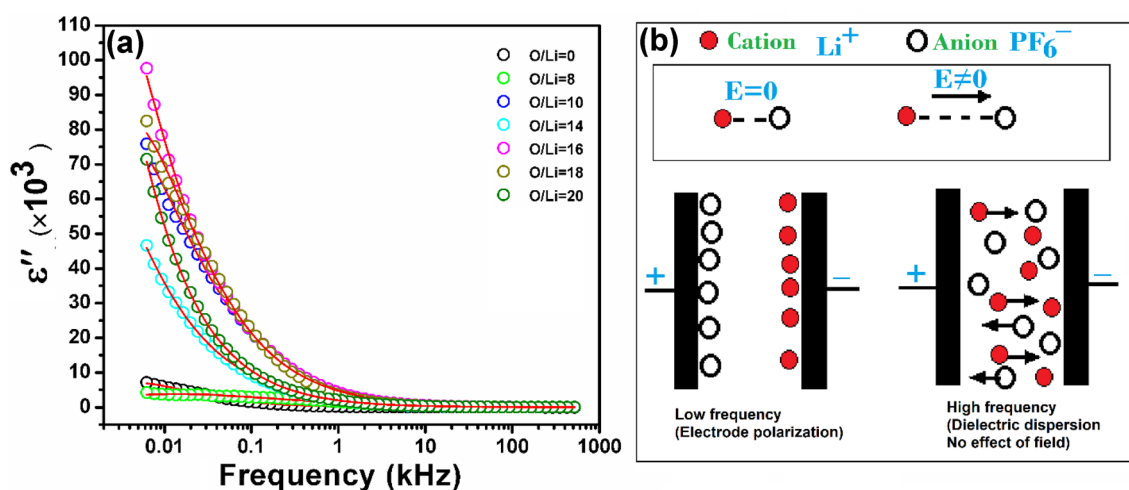 (a)
ε′′ (×10³)
110
100
90
80
70
60
50
40
30
20
10
0
0.01 0.1 1 10 100 1000
Frequency (kHz)
O/Li=0
O/Li=8
O/Li=10
O/Li=14
O/Li=16
O/Li=18
O/Li=20
(b)
Cation Li⁺ Anion PF₆⁻
E=0 E≠0
+ − + −
Low frequency
(Electrode polarization)
High frequency
(Dielectric dispersion
No effect of field)